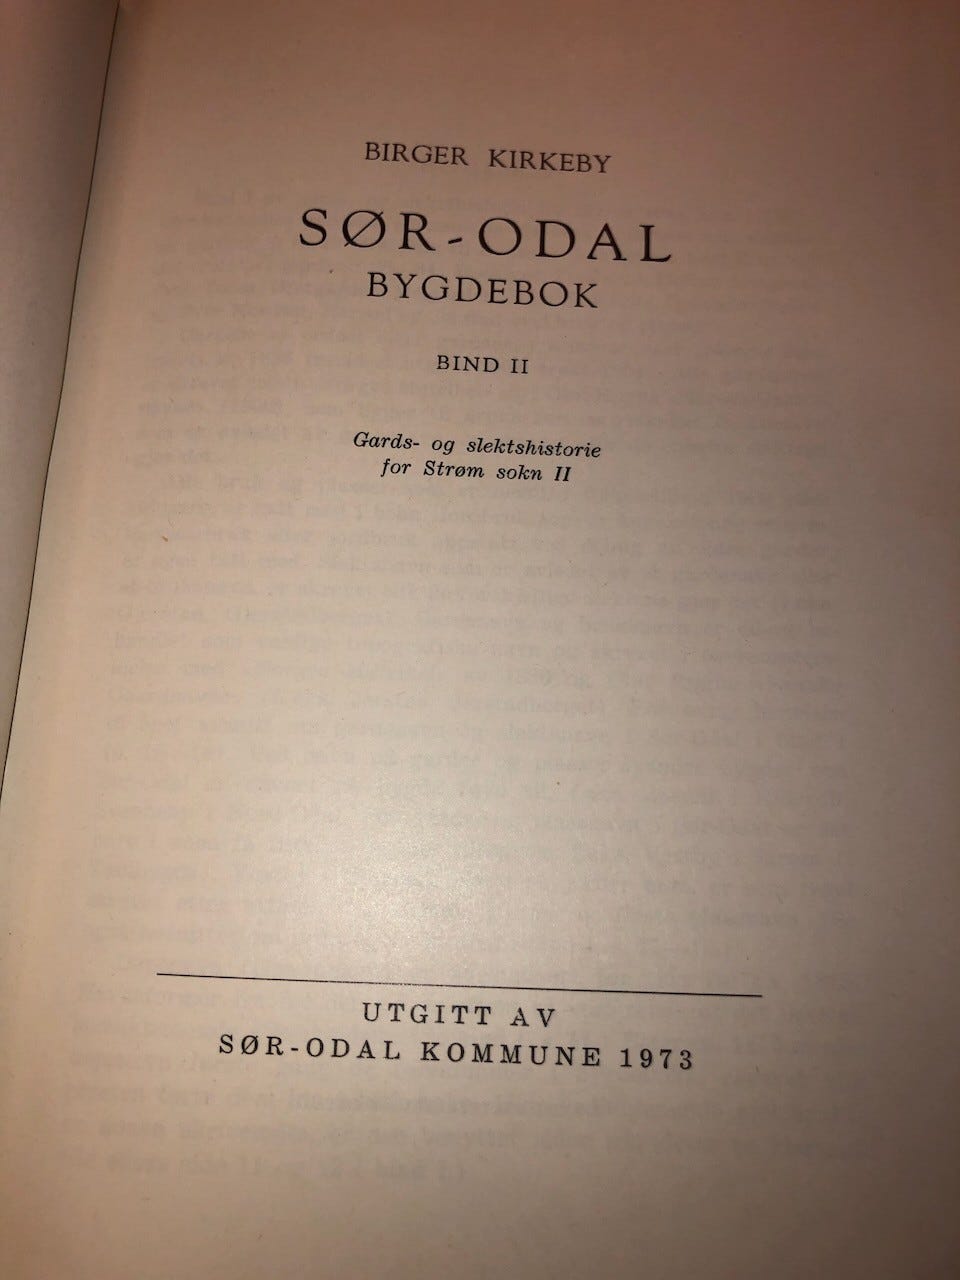 BIRGER KIRKEBY
SØR-ODAL
BYGDEBOK
BIND II
Gards- og slektshistorie
for Strøm sokn II
UTGITT AV
SØR-ODAL KOMMUNE 1973